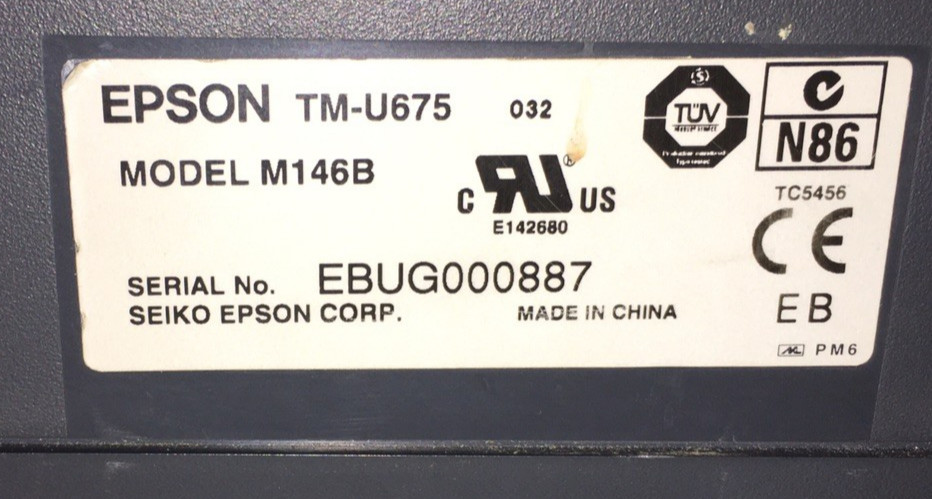 EPSON TM-U675 032
MODEL M146B
C RU ® US
E142680
SERIAL No. EBUG000887
SEIKO EPSON CORP. MADE IN CHINA
TÜV
N86
TC5456
CE
EB
PM6